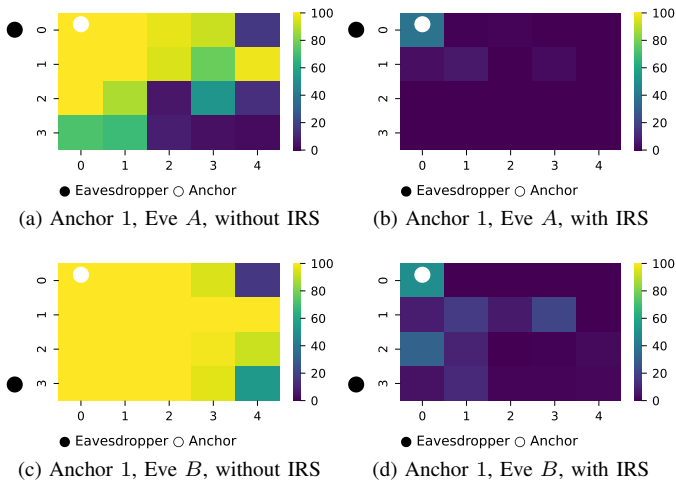 0 1 2 3
0 1 2 3 4
100 80 60 40 20 0
● Eavesdropper ○ Anchor
(a) Anchor 1, Eve A, without IRS
0 1 2 3
0 1 2 3 4
100 80 60 40 20 0
● Eavesdropper ○ Anchor
(b) Anchor 1, Eve A, with IRS
0 1 2 3
0 1 2 3 4
100 80 60 40 20 0
● Eavesdropper ○ Anchor
(c) Anchor 1, Eve B, without IRS
0 1 2 3
0 1 2 3 4
100 80 60 40 20 0
● Eavesdropper ○ Anchor
(d) Anchor 1, Eve B, with IRS